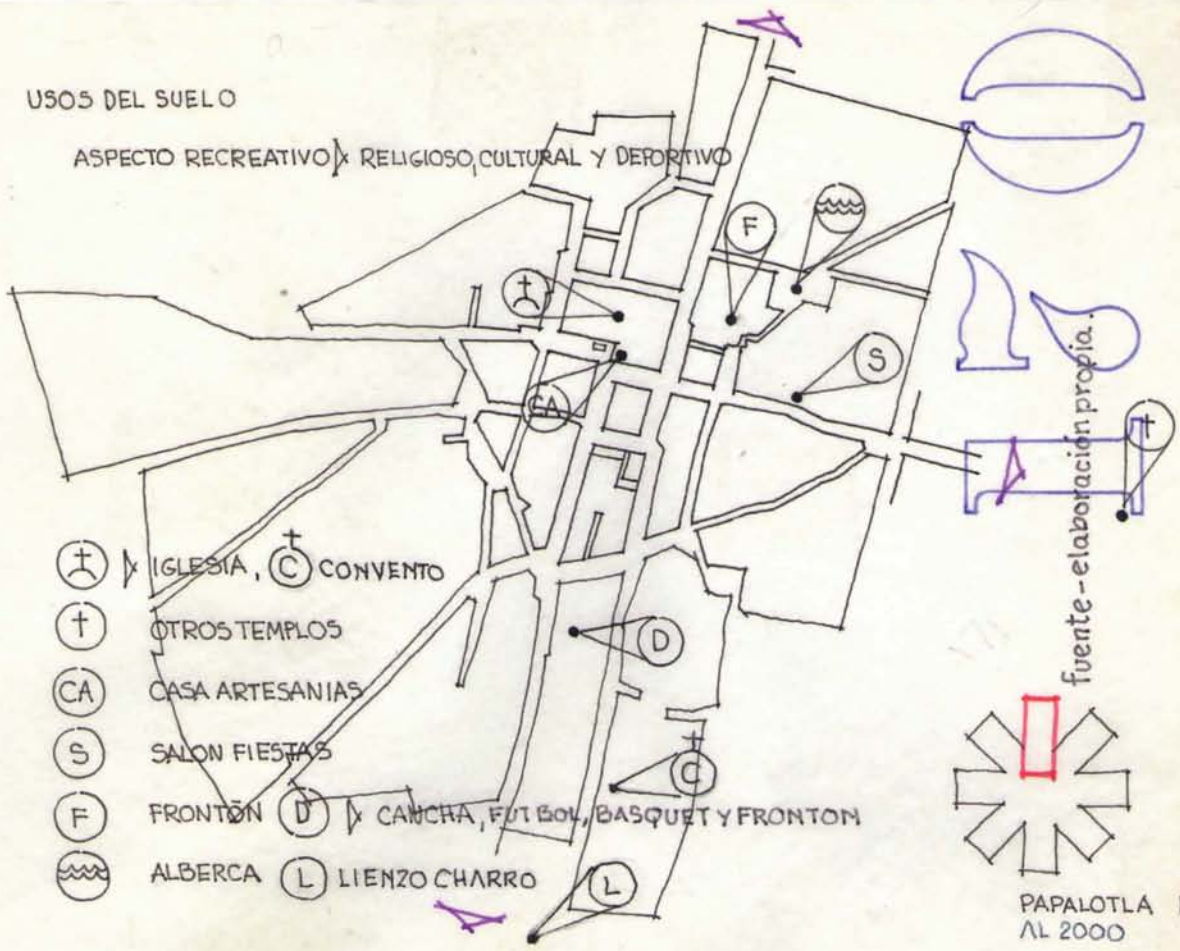 USOS DEL SUELO
ASPECTO RECREATIVO RELIGIOSO, CULTURAL Y DEPORTIVO
F
S
CA
†
D
C
L
IGLESIA, C CONVENTO
† OTROS TEMPLOS
CA CASA ARTESANIAS
S SALON FIESTAS
F FRONTÓN D CANCHA, FUTBOL, BASQUET Y FRONTON
ALBERCA L LIENZO CHARRO
fuente-elaboración propia.
PAPALOTLA
AL 2000